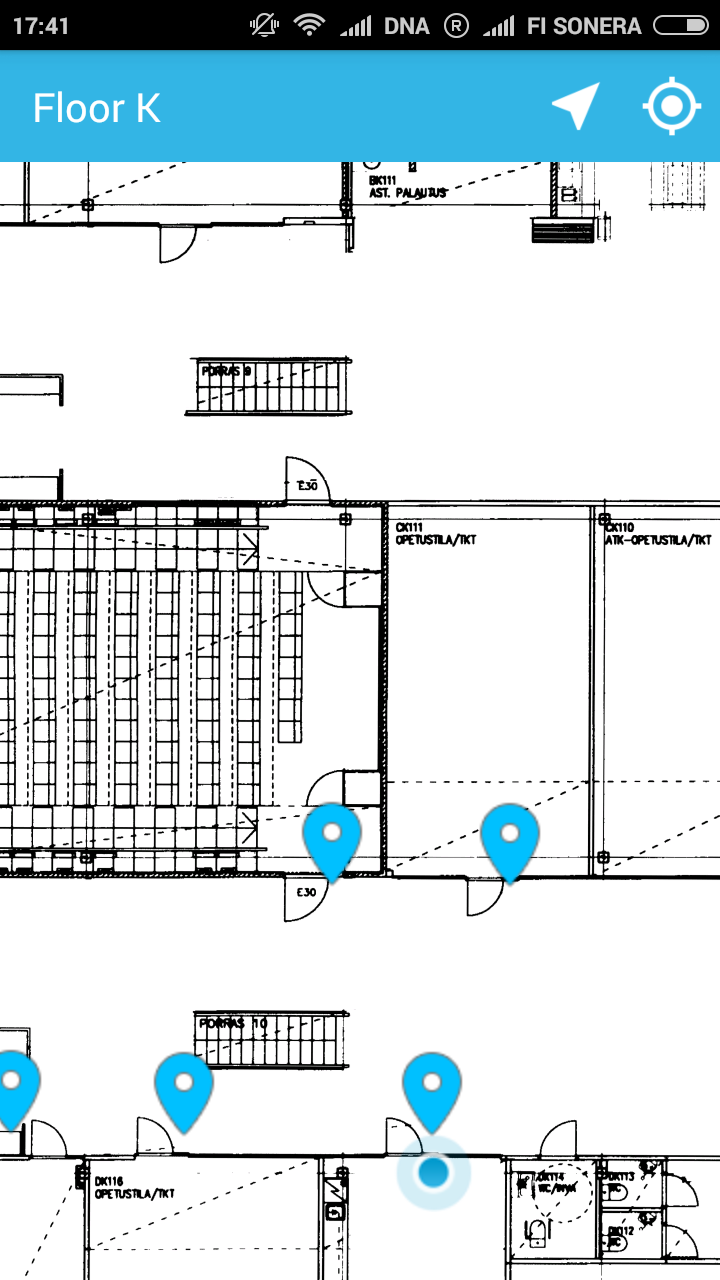 17:41 DNA R FI SONERA
Floor K
BK111
AST. PALAUTUS
PORRAS 9
E30
CK111
OPETUSTILA/TKT
CK110
ATK-OPETUSTILA/TKT
E30
PORRAS 10
DK116
OPETUSTILA/TKT
DK114
WC/INVA
DK113
WC
DK112
WC